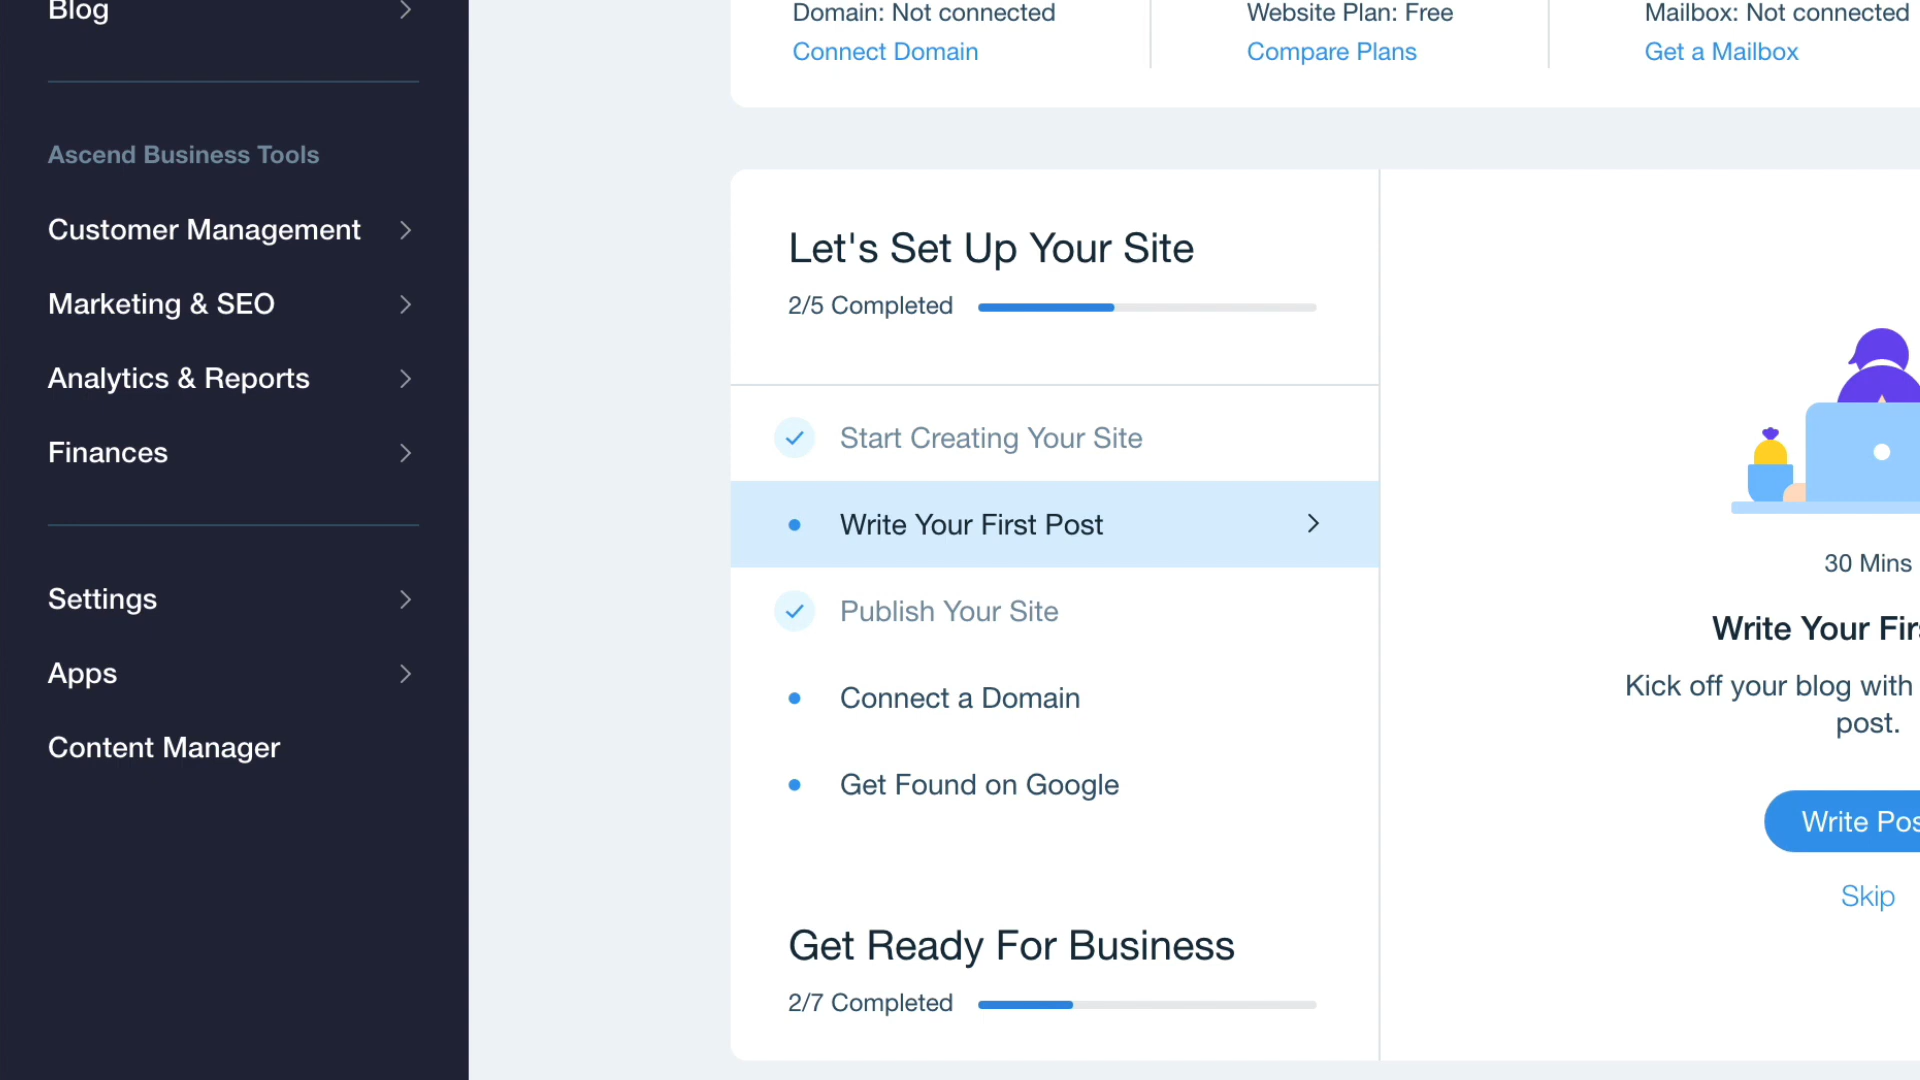 Blog
Ascend Business Tools
Customer Management
Marketing & SEO
Analytics & Reports
Finances
Settings
Apps
Content Manager
Domain: Not connected
Connect Domain
Website Plan: Free
Compare Plans
Mailbox: Not connected
Get a Mailbox
Let's Set Up Your Site
2/5 Completed
Start Creating Your Site
Write Your First Post
Publish Your Site
Connect a Domain
Get Found on Google
Get Ready For Business
2/7 Completed
30 Mins
Write Your
Kick off your blog with
post.
Write
Skip